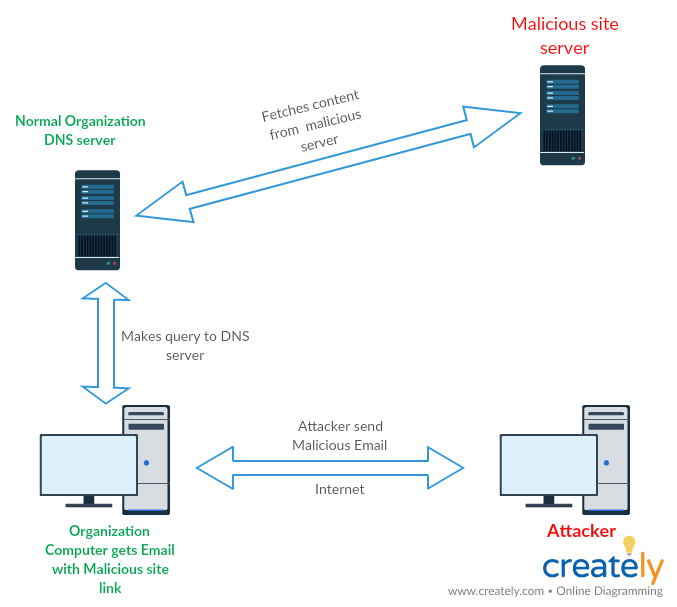 Malicious site
server
Fetches content
from malicious
server
Normal Organization
DNS server
Makes query to DNS
server
Attacker send
Malicious Email
Internet
Organization
Computer gets Email
with Malicious site
link
Attacker
creately
www.creately.com • Online Diagramming